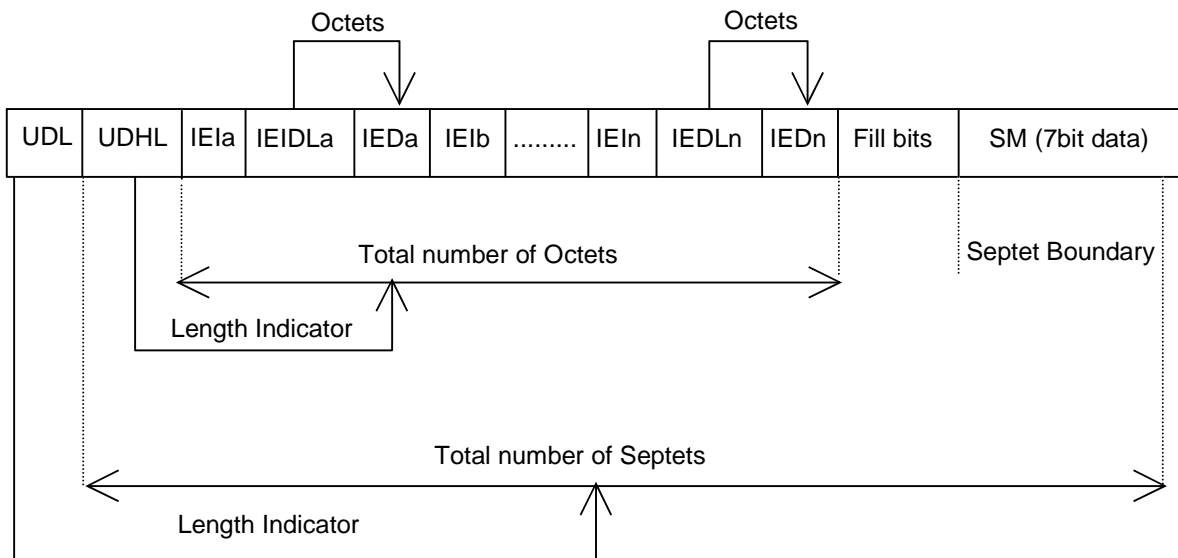 Octets Octets
UDL UDHL IEIa IEIDLa IEDa IEIb ......... IEIn IEDLn IEDn Fill bits SM (7bit data)
Total number of Octets
Septet Boundary
Length Indicator
Total number of Septets
Length Indicator